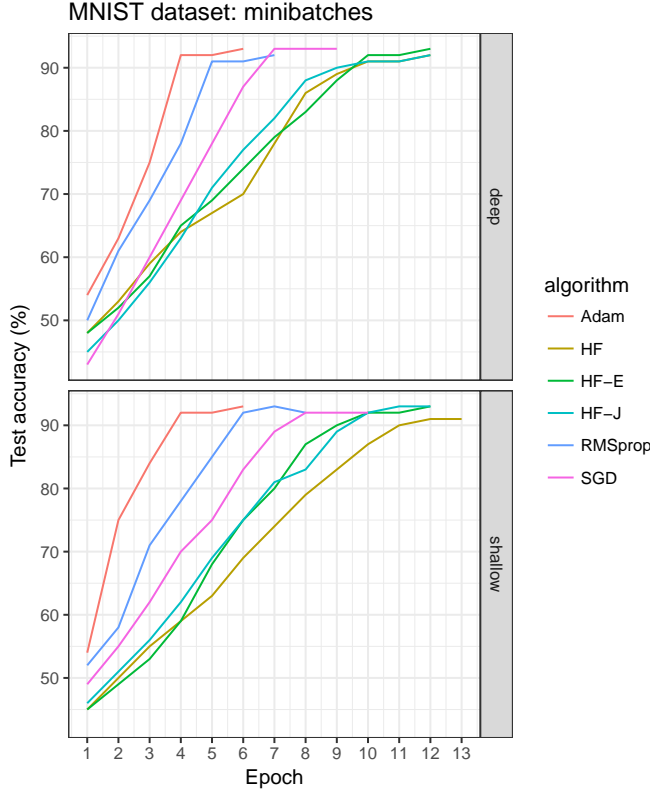 MNIST dataset: minibatches
Test accuracy (%)
90
80
70
60
50
deep
90
80
70
60
50
shallow
1 2 3 4 5 6 7 8 9 10 11 12 13
Epoch
algorithm
Adam
HF
HF-E
HF-J
RMSprop
SGD